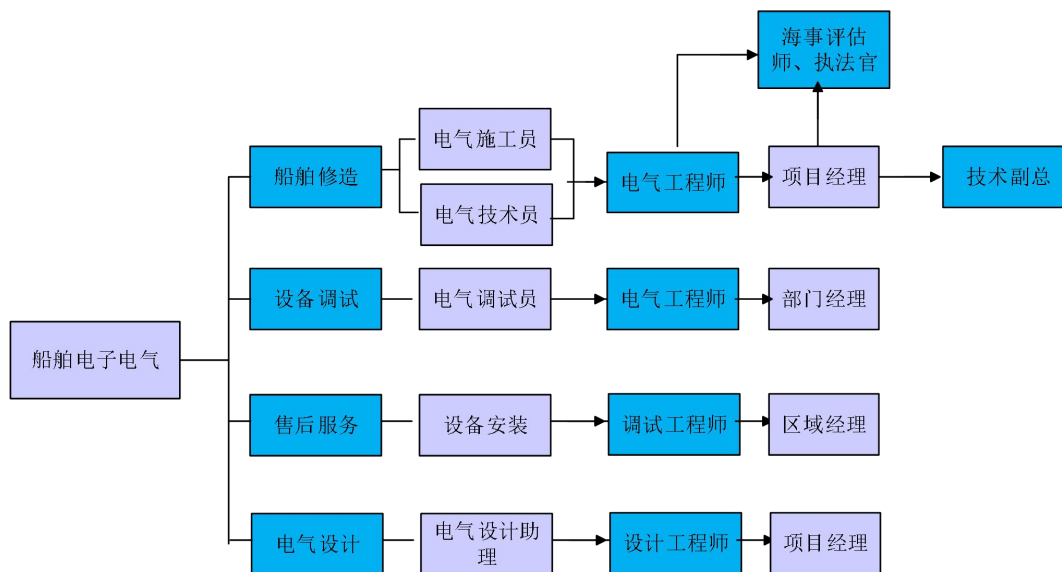 海事评估
师、执法官
电气施工员
船舶修造
电气工程师
项目经理
技术副总
电气技术员
设备调试
电气调试员
电气工程师
部门经理
船舶电子电气
售后服务
设备安装
调试工程师
区域经理
电气设计
电气设计助
理
设计工程师
项目经理